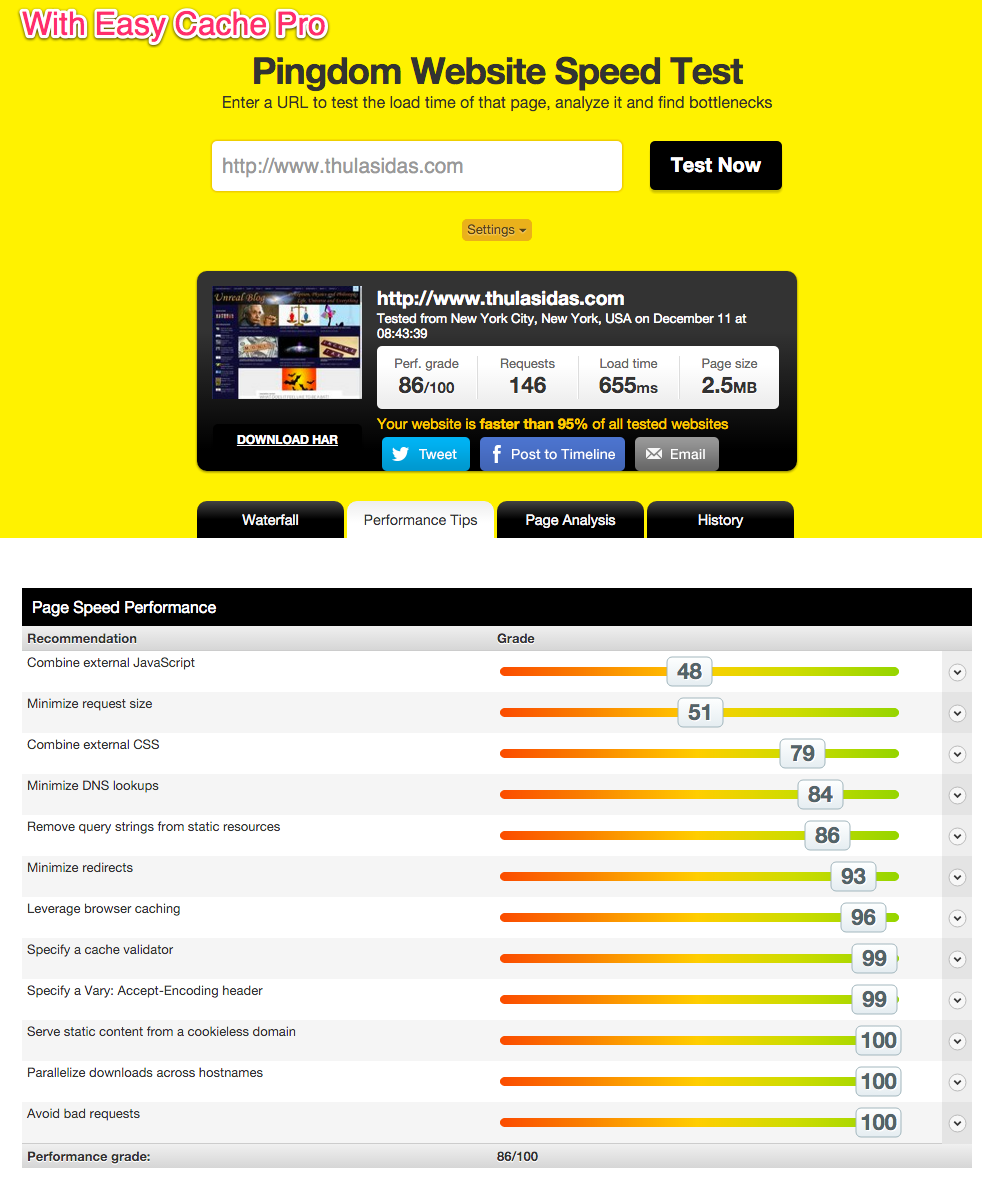 With Easy Cache Pro
Pingdom Website Speed Test
Enter a URL to test the load time of that page, analyze it and find bottlenecks
http://www.thulasidas.com
Test Now
Settings
Unreal Blog
http://www.thulasidas.com
Tested from New York City, New York, USA on December 11 at
08:43:39
Perf. grade Requests Load time Page size
86/100 146 655ms 2.5MB
Your website is faster than 95% of all tested websites
DOWNLOAD HAR
Tweet Post to Timeline Email
Waterfall Performance Tips Page Analysis History
Page Speed Performance
Recommendation Grade
Combine external JavaScript 48
Minimize request size 51
Combine external CSS 79
Minimize DNS lookups 84
Remove query strings from static resources 86
Minimize redirects 93
Leverage browser caching 96
Specify a cache validator 99
Specify a Vary: Accept-Encoding header 99
Serve static content from a cookieless domain 100
Parallelize downloads across hostnames 100
Avoid bad requests 100
Performance grade: 86/100